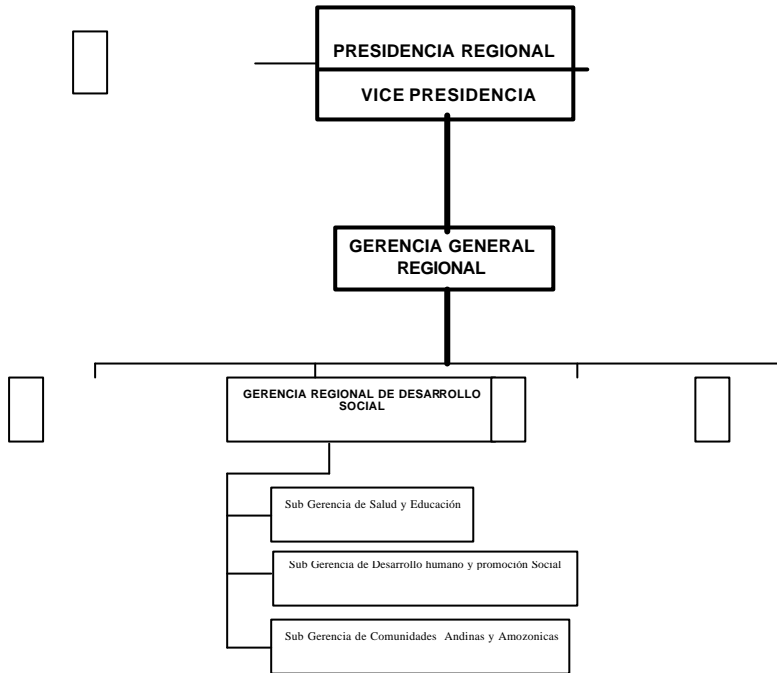 PRESIDENCIA REGIONAL
VICE PRESIDENCIA
GERENCIA GENERAL
REGIONAL
GERENCIA REGIONAL DE DESARROLLO
SOCIAL
Sub Gerencia de Salud y Educación
Sub Gerencia de Desarrollo humano y promoción Social
Sub Gerencia de Comunidades Andinas y Amozonicas